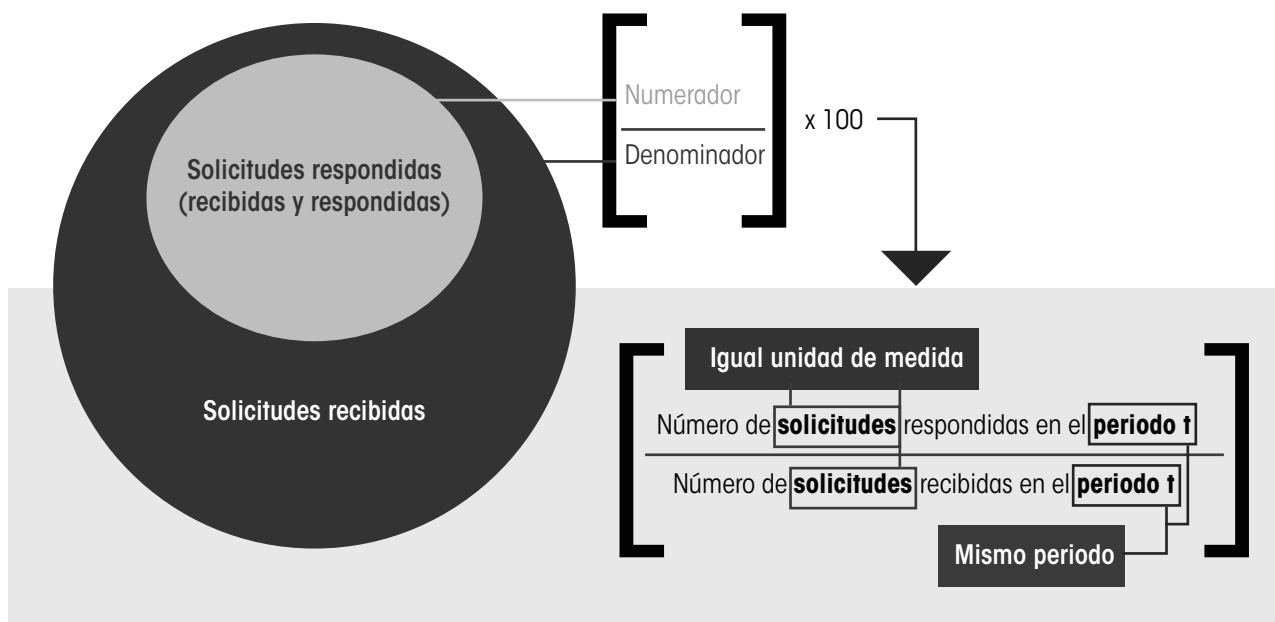 Solicitudes respondidas
(recibidas y respondidas)
Solicitudes recibidas
Numerador
Denominador
x 100
Igual unidad de medida
Número de solicitudes respondidas en el periodo t
Número de solicitudes recibidas en el periodo t
Mismo periodo